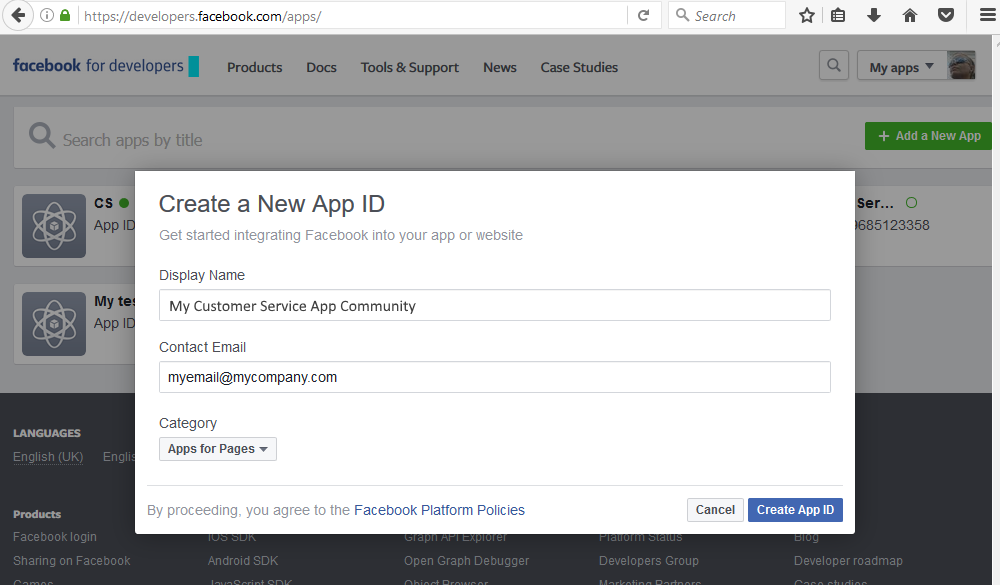 https://developers.facebook.com/apps/
Search
facebook for developers
Products Docs Tools & Support News Case Studies
My apps
Search apps by title
+ Add a New App
CS
App ID
Ser...
9685123358
My tes
App ID
Create a New App ID
Get started integrating Facebook into your app or website
Display Name
My Customer Service App Community
Contact Email
myemail@mycompany.com
Category
Apps for Pages
By proceeding, you agree to the Facebook Platform Policies
Cancel Create App ID
LANGUAGES
English (UK) Englis
Products
Facebook login iOS SDK Graph API Explorer Platform Status Blog
Sharing on Facebook Android SDK Open Graph Debugger Developers Group Developer roadmap
Games JavaScript SDK Object Browser Marketing Partners Case studies